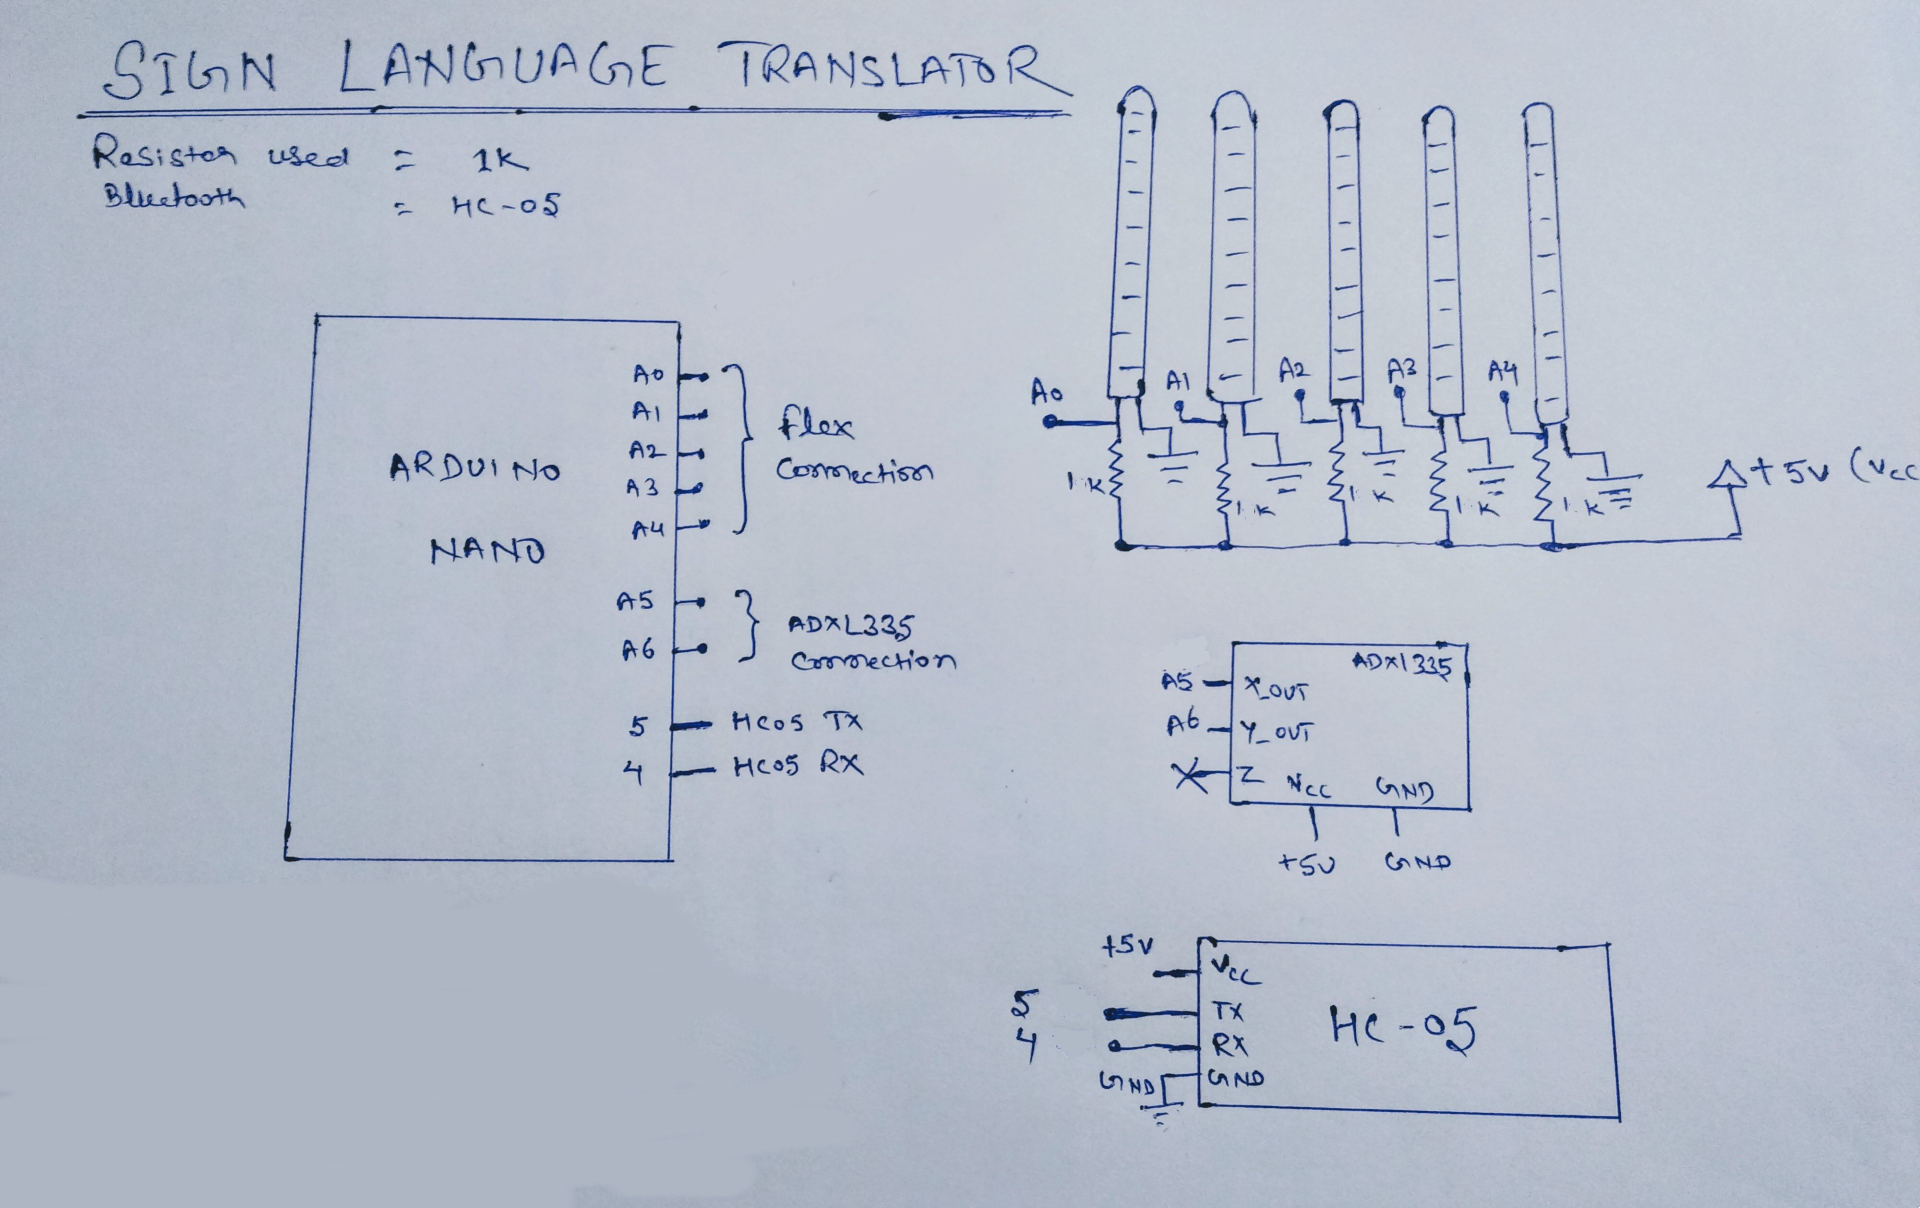 SIGN LANGUAGE TRANSLATOR
Resistor used = 1K
Bluetooth = HC-05
A0
A1
A2
A3
A4
flex
Connection
ARDUINO
NANO
A5
A6
ADXL335
Connection
5 HC05 TX
4 HC05 RX
A0 A1 A2 A3 A4
1K 1K 1K 1K 1K
+5V (Vcc
ADXL335
A5 X_OUT
A6 Y_OUT
X Z Vcc GND
+5V GND
+5V Vcc
5 TX
4 RX
GND GND
HC-05